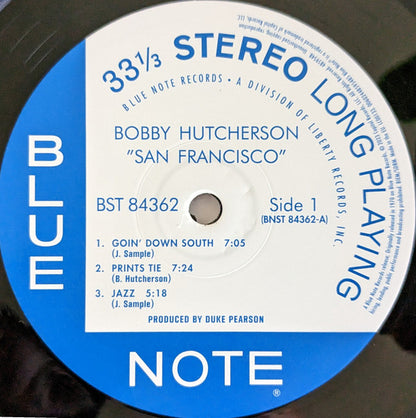 33⅓ STEREO LONG PLAYING
BLUE NOTE RECORDS • A DIVISION OF LIBERTY RECORDS, INC.
BOBBY HUTCHERSON
"SAN FRANCISCO"
BST 84362
Side 1
(BNST 84362-A)
1. GOIN' DOWN SOUTH 7:05
(J. Sample)
2. PRINTS TIE 7:24
(B. Hutcherson)
3. JAZZ 5:18
(J. Sample)
PRODUCED BY DUKE PEARSON
BLUE
NOTE
®